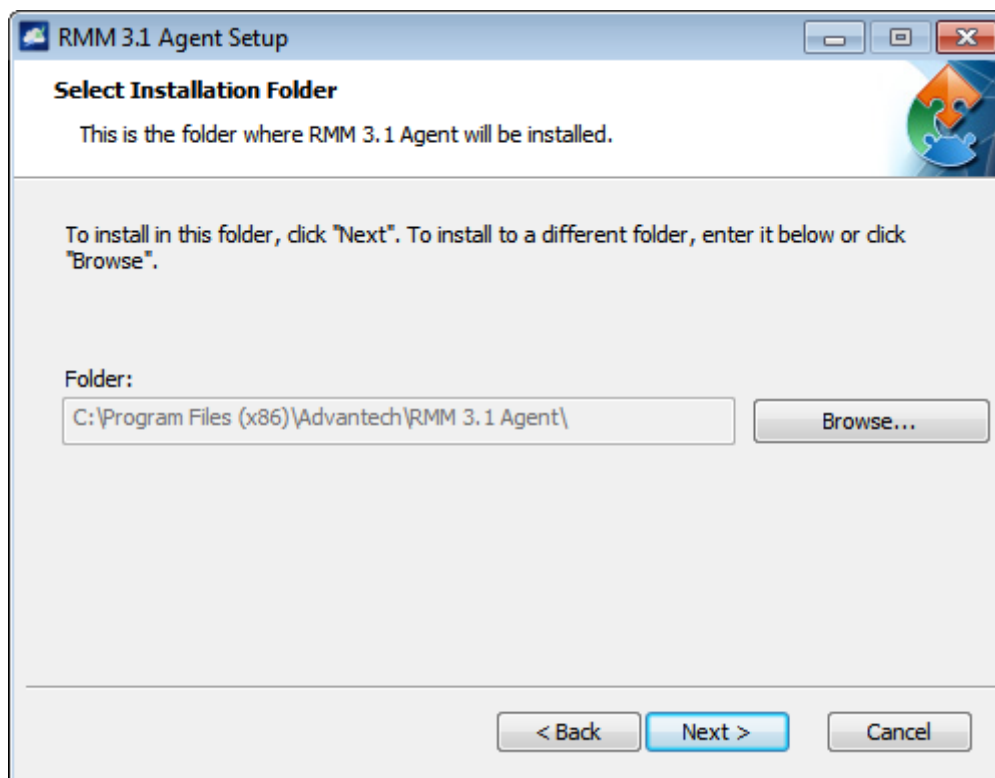 RMM 3.1 Agent Setup
Select Installation Folder
This is the folder where RMM 3.1 Agent will be installed.
To install in this folder, click "Next". To install to a different folder, enter it below or click
"Browse".
Folder:
C:\Program Files (x86)\Advantech\RMM 3.1 Agent\
Browse...
< Back
Next >
Cancel